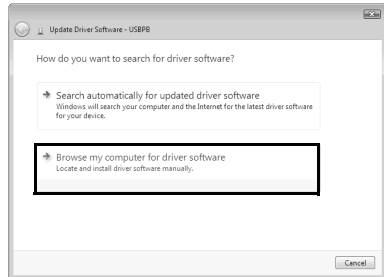 Update Driver Software - USBPB
How do you want to search for driver software?
Search automatically for updated driver software
Windows will search your computer and the Internet for the latest driver software
for your device.
Browse my computer for driver software
Locate and install driver software manually.
Cancel